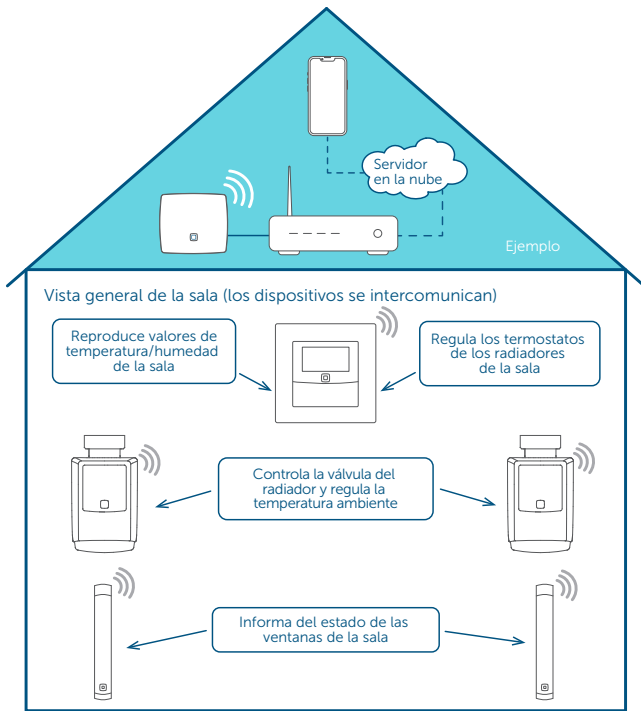 Servidor
en la nube
Ejemplo
Vista general de la sala (los dispositivos se intercomunican)
Reproduce valores de
temperatura/humedad
de la sala
Regula los termostatos
de los radiadores
de la sala
Controla la válvula del
radiador y regula la
temperatura ambiente
Informa del estado de las
ventanas de la sala